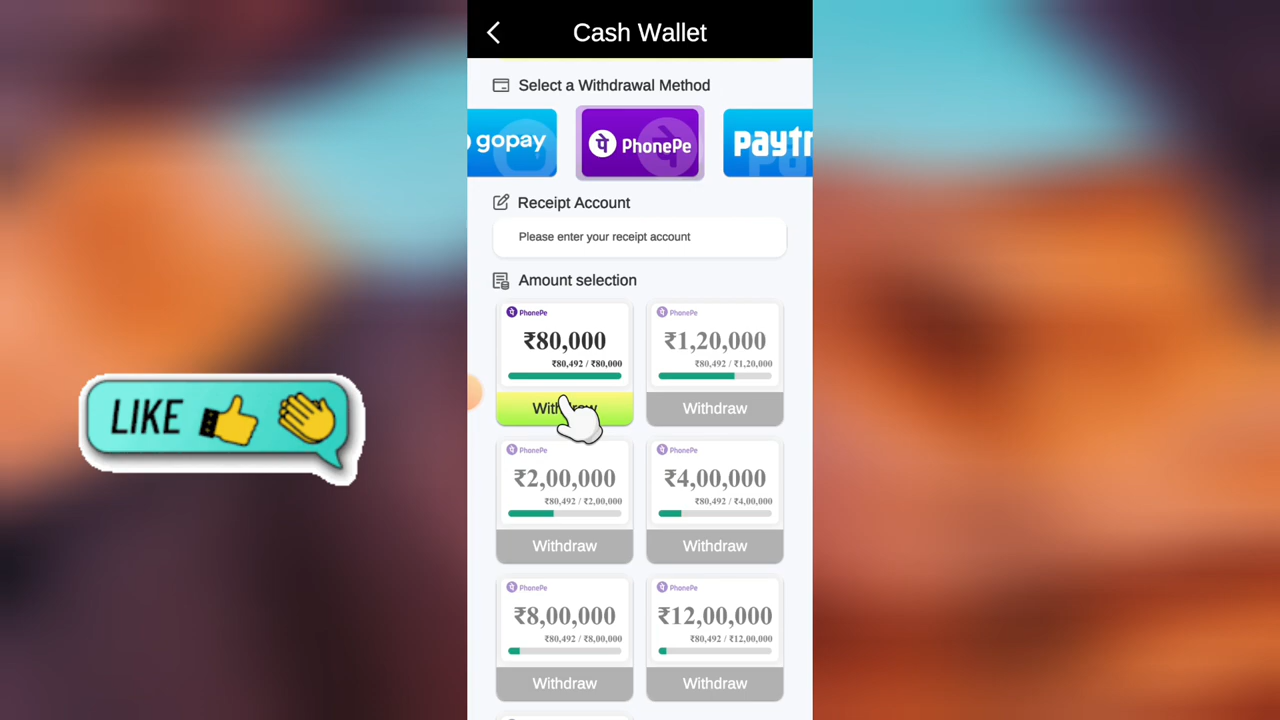 Cash Wallet
Select a Withdrawal Method
gopay
पे PhonePe
paytm
Receipt Account
Please enter your receipt account
Amount selection
पे PhonePe
₹80,000
₹80,492 / ₹80,000
Withdraw
पे PhonePe
₹1,20,000
₹80,492 / ₹1,20,000
Withdraw
LIKE
पे PhonePe
₹2,00,000
₹80,492 / ₹2,00,000
Withdraw
पे PhonePe
₹4,00,000
₹80,492 / ₹4,00,000
Withdraw
पे PhonePe
₹8,00,000
₹80,492 / ₹8,00,000
Withdraw
पे PhonePe
₹12,00,000
₹80,492 / ₹12,00,000
Withdraw